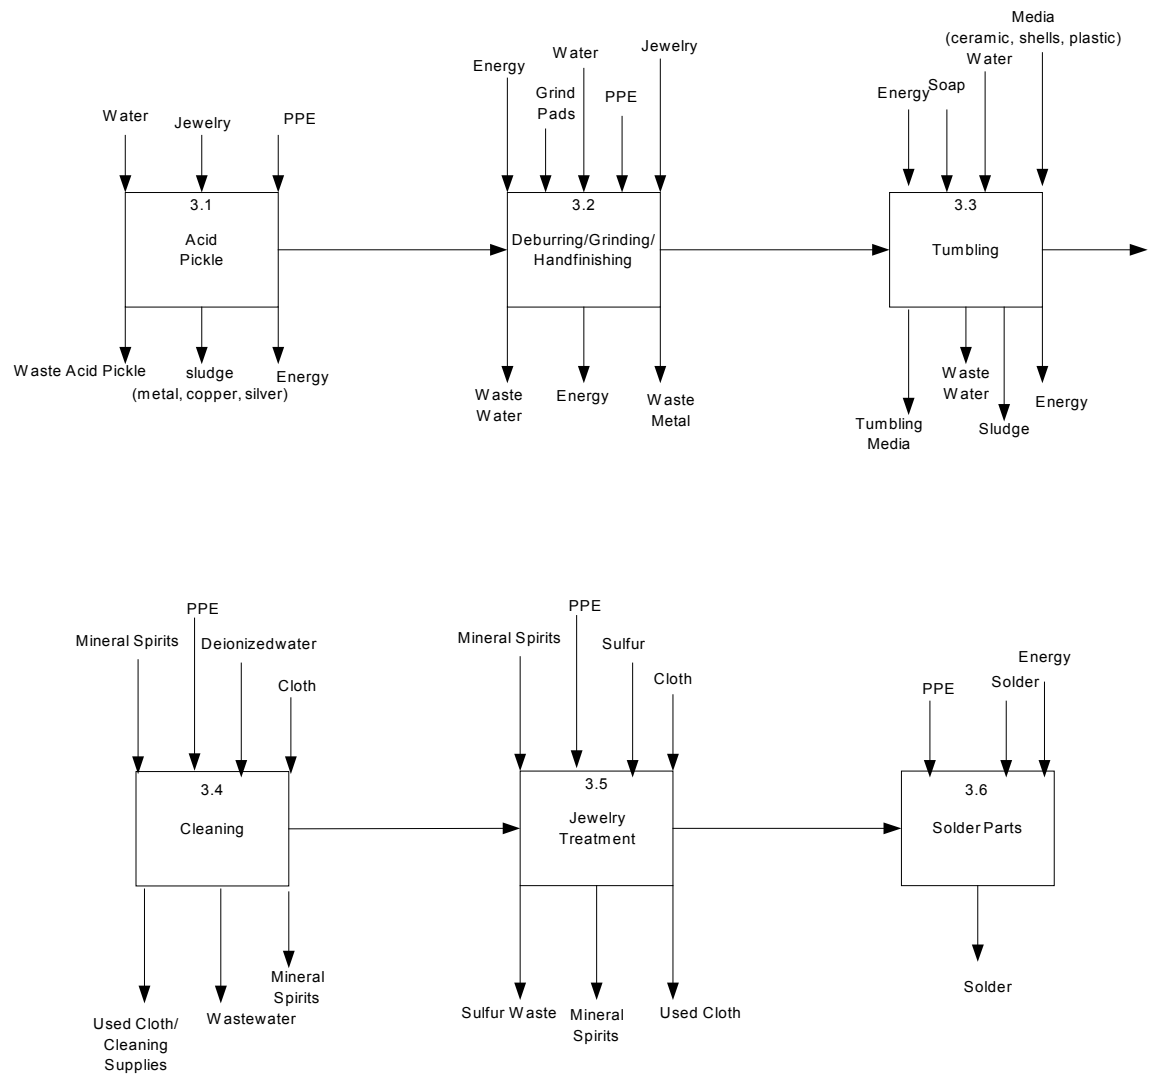 Media
(ceramic, shells, plastic)
Water
Jewelry
Water
Energy
Soap
Energy
Grind
Pads
PPE
Water
Jewelry
PPE
3.1
Acid
Pickle
3.2
Deburring/Grinding/
Handfinishing
3.3
Tumbling
Waste Acid Pickle
sludge
(metal, copper, silver)
Energy
Waste
Water
Energy
Waste
Metal
Tumbling
Media
Waste
Water
Sludge
Energy
Mineral Spirits
PPE
Deionizedwater
Cloth
Mineral Spirits
PPE
Sulfur
Cloth
PPE
Solder
Energy
3.4
Cleaning
3.5
Jewelry
Treatment
3.6
Solder Parts
Used Cloth/
Cleaning
Supplies
Wastewater
Mineral
Spirits
Sulfur Waste
Mineral
Spirits
Used Cloth
Solder